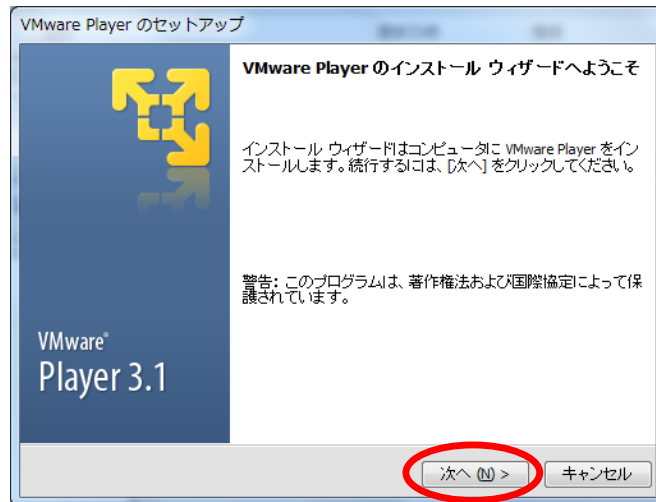 VMware Player のセットアップ
VMware Player のインストール ウィザードへようこそ
インストール ウィザードはコンピュータに VMware Player をイン
ストールします。続行するには、[次へ] をクリックしてください。
警告: このプログラムは、著作権法および国際協定によって保
護されています。
VMware®
Player 3.1
次へ (N) >
キャンセル